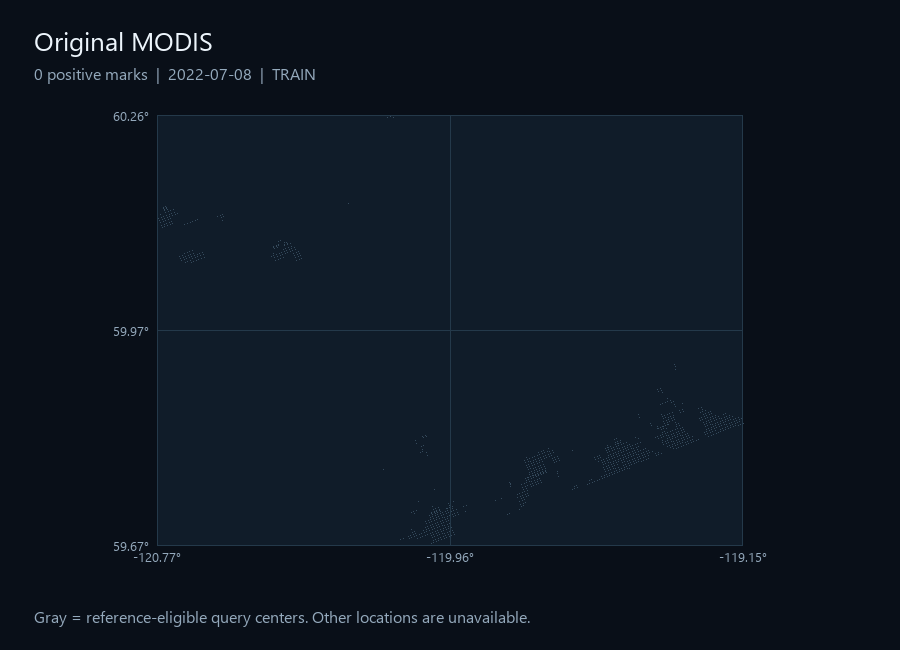 Original MODIS
0 positive marks | 2022-07-08 | TRAIN
60.26°
59.97°
59.67°
-120.77°
-119.96°
-119.15°
Gray = reference-eligible query centers. Other locations are unavailable.